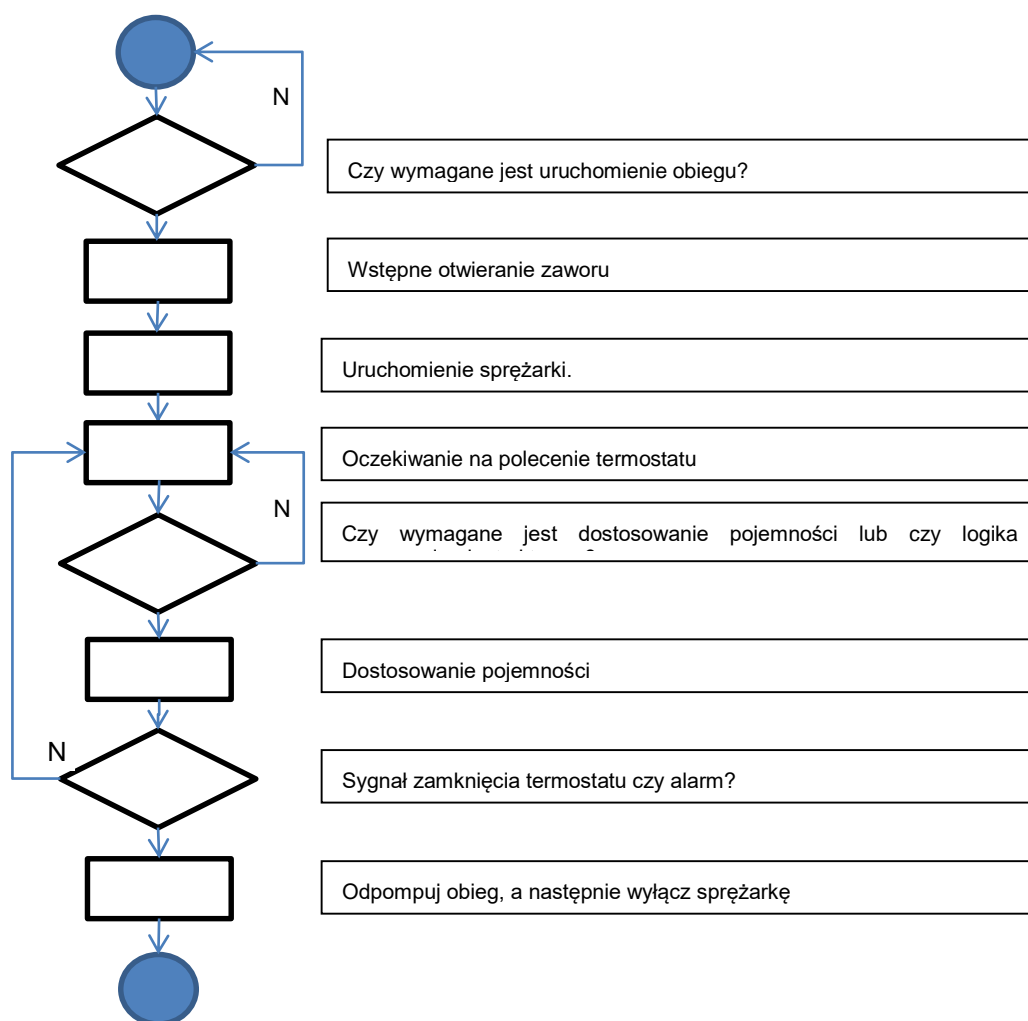 N
Czy wymagane jest uruchomienie obiegu?
Wstępne otwieranie zaworu
Uruchomienie sprężarki.
Oczekiwanie na polecenie termostatu
N
Czy wymagane jest dostosowanie pojemności lub czy logika
Dostosowanie pojemności
N
Sygnał zamknięcia termostatu czy alarm?
Odpompuj obieg, a następnie wyłącz sprężarkę